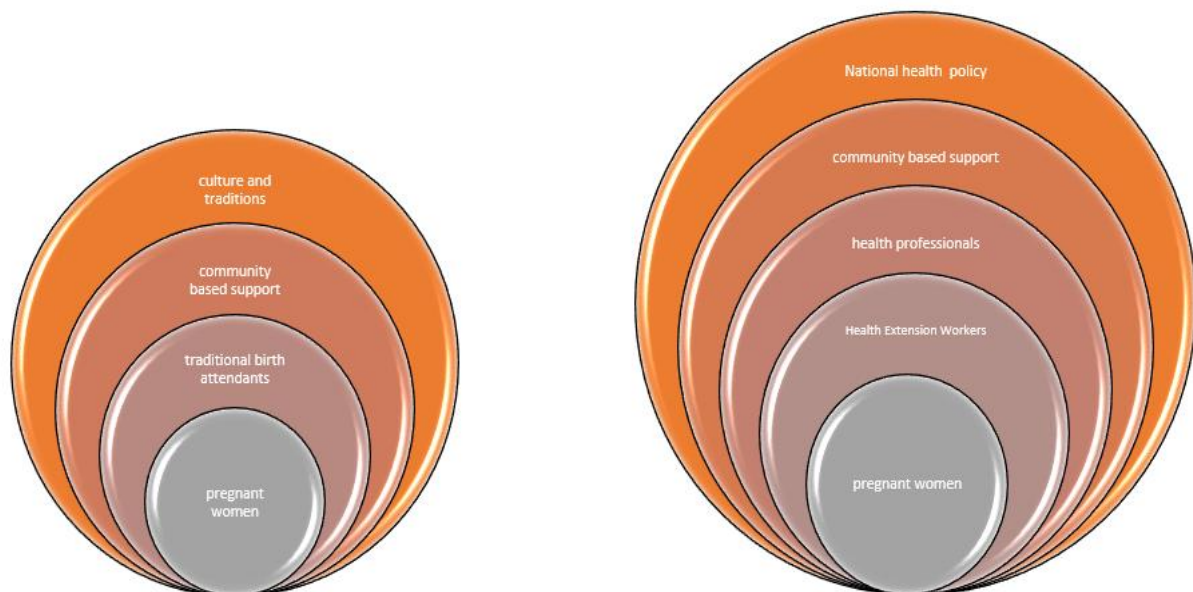 culture and
traditions
community
based support
traditional birth
attendants
pregnant
women
National health  policy
community based support
health professionals
Health Extension Workers
pregnant women